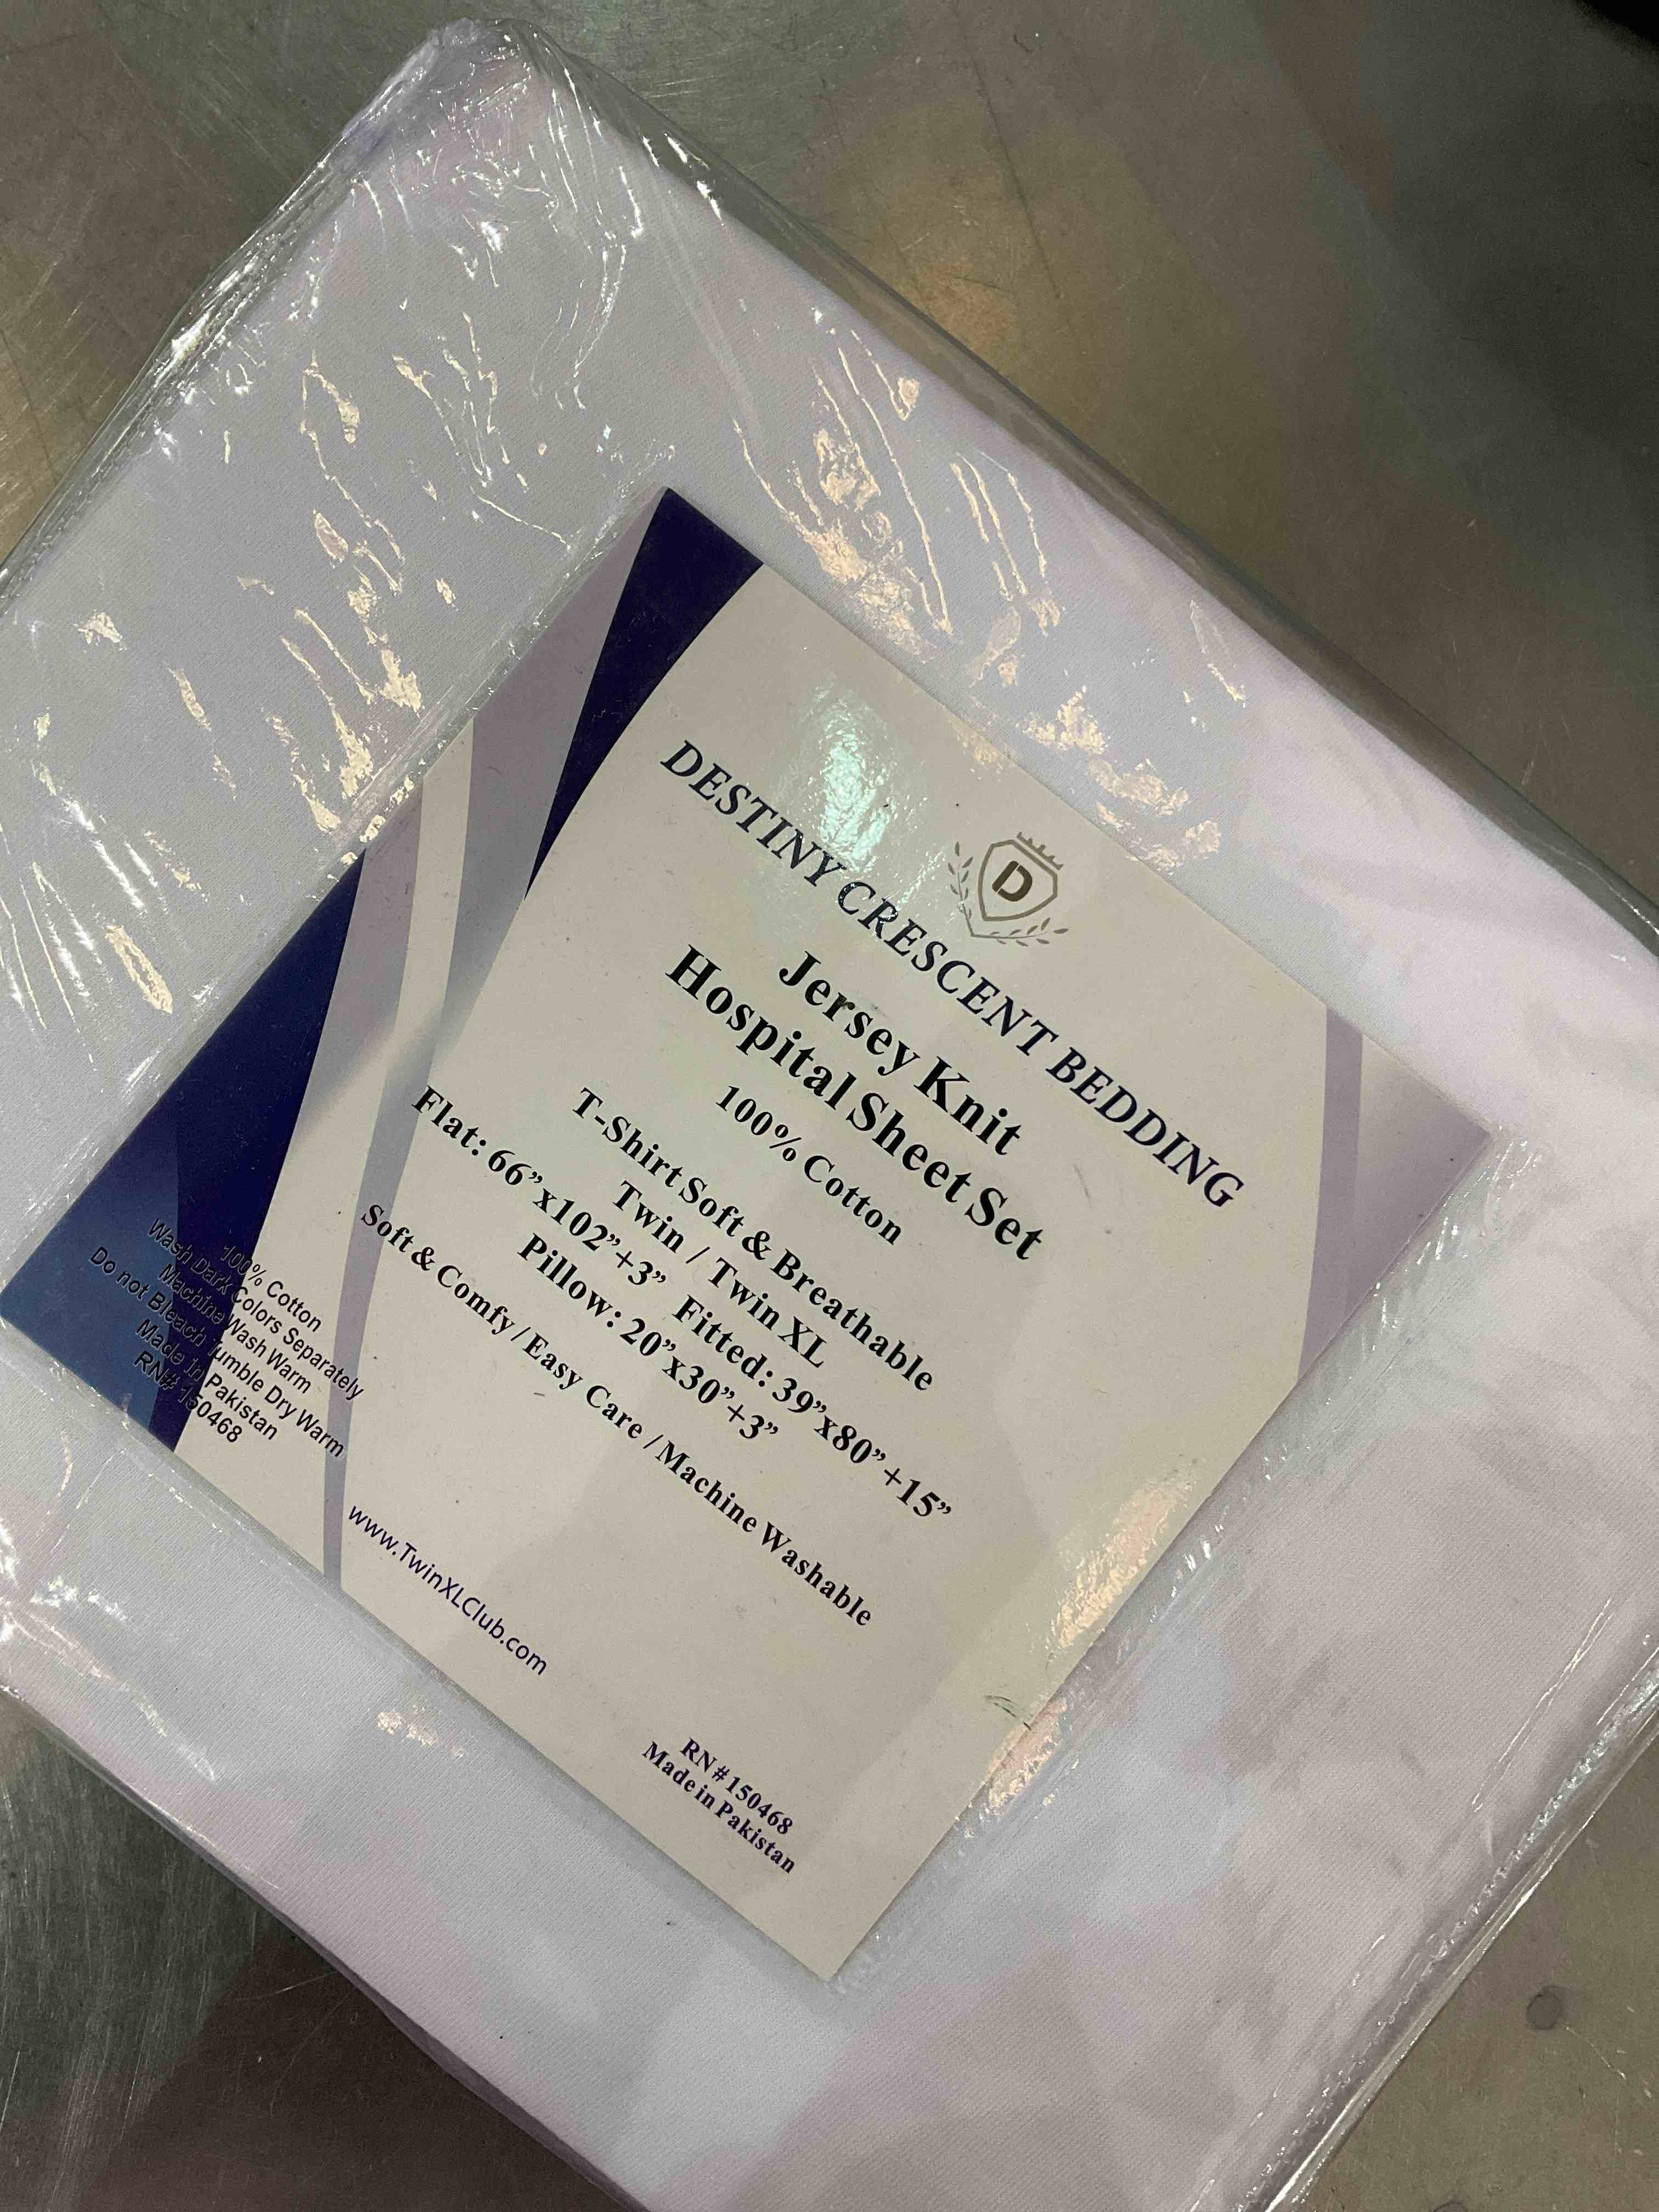 D
DESTINY CRESCENT BEDDING
Jersey Knit
Hospital Sheet Set
100% Cotton
T-Shirt Soft & Breathable
Twin / Twin XL
Flat: 66”x102”+3” Fitted: 39”x80”+15”
Pillow: 20”x30”+3”
Soft & Comfy / Easy Care / Machine Washable
100% Cotton
Wash Dark Colors Separately
Machine Wash Warm
Do not Bleach Tumble Dry Warm
Made In Pakistan
RN# 150468
www.TwinXLClub.com
RN#150468
Made in Pakistan